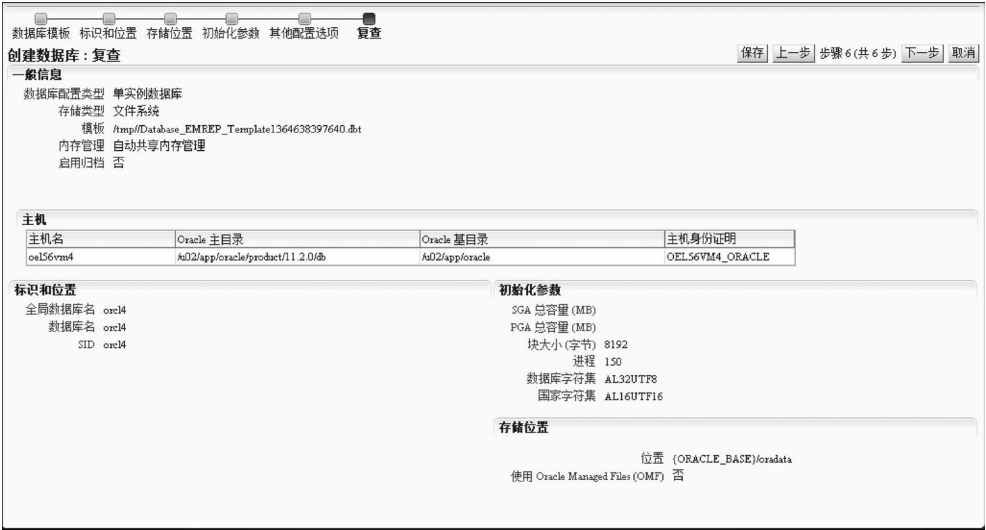 数据库模板 标识和位置 存储位置 初始化参数 其他配置选项 复查
创建数据库：复查
保存 上一步 步骤 6 (共 6 步) 下一步 取消
一般信息
数据库配置类型 单实例数据库
存储类型 文件系统
模板 /tmp//Database_EMREP_Template1364638397640.dbt
内存管理 自动共享内存管理
启用归档 否
主机
主机名 Oracle 主目录 Oracle 基目录 主机身份证明
oel56vm4 /u02/app/oracle/product/11.2.0/db /u02/app/oracle OEL56VM4_ORACLE
标识和位置
全局数据库名 orcl4
数据库名 orcl4
SID orcl4
初始化参数
SGA 总容量 (MB)
PGA 总容量 (MB)
块大小 (字节) 8192
进程 150
数据库字符集 AL32UTF8
国家字符集 AL16UTF16
存储位置
位置 {ORACLE_BASE}/oradata
使用 Oracle Managed Files (OMF) 否